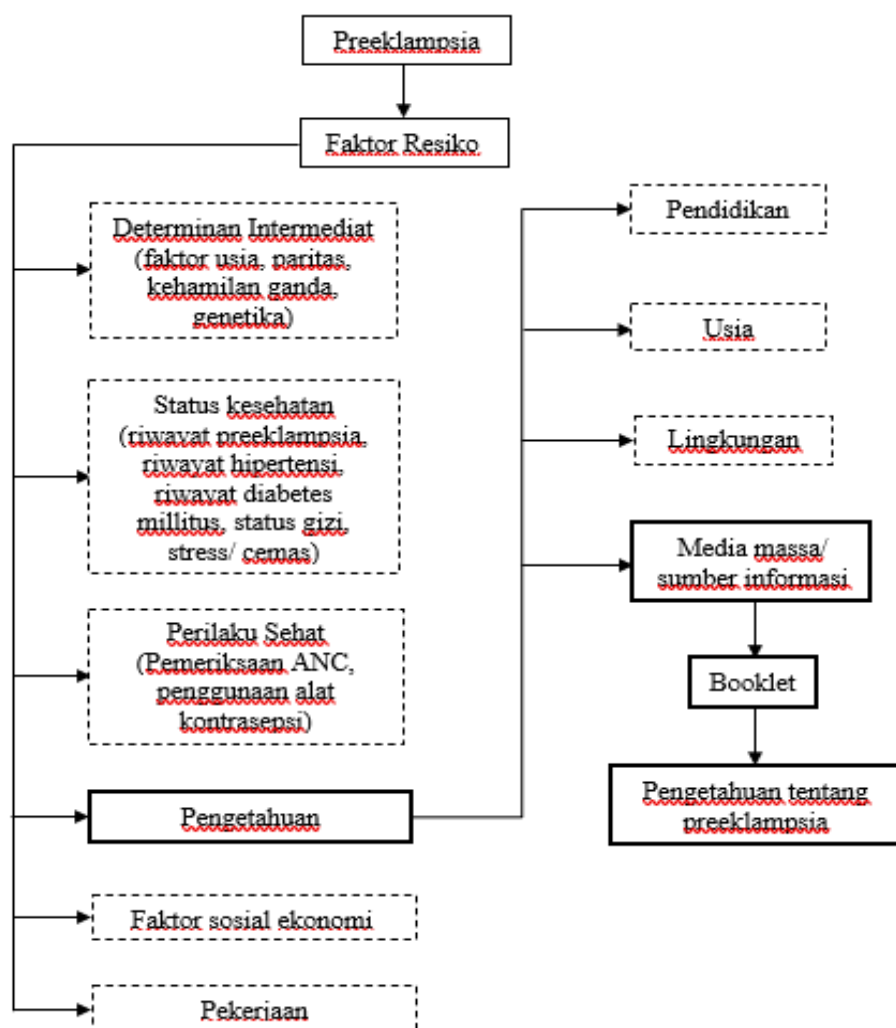 Preeklampsia
Faktor Resiko
Determinan Intermediat
(faktor usia, paritas,
kehamilan ganda,
genetika)
Status kesehatan
(riwayat preeklampsia,
riwayat hipertensi,
riwayat diabetes
millitus, status gizi,
stress/ cemas)
Perilaku Sehat
(Pemeriksaan ANC,
penggunaan alat
kontrasepsi)
Pengetahuan
Faktor sosial ekonomi
Pekerjaan
Pendidikan
Usia
Lingkungan
Media massa/
sumber informasi
Booklet
Pengetahuan tentang
preeklampsia